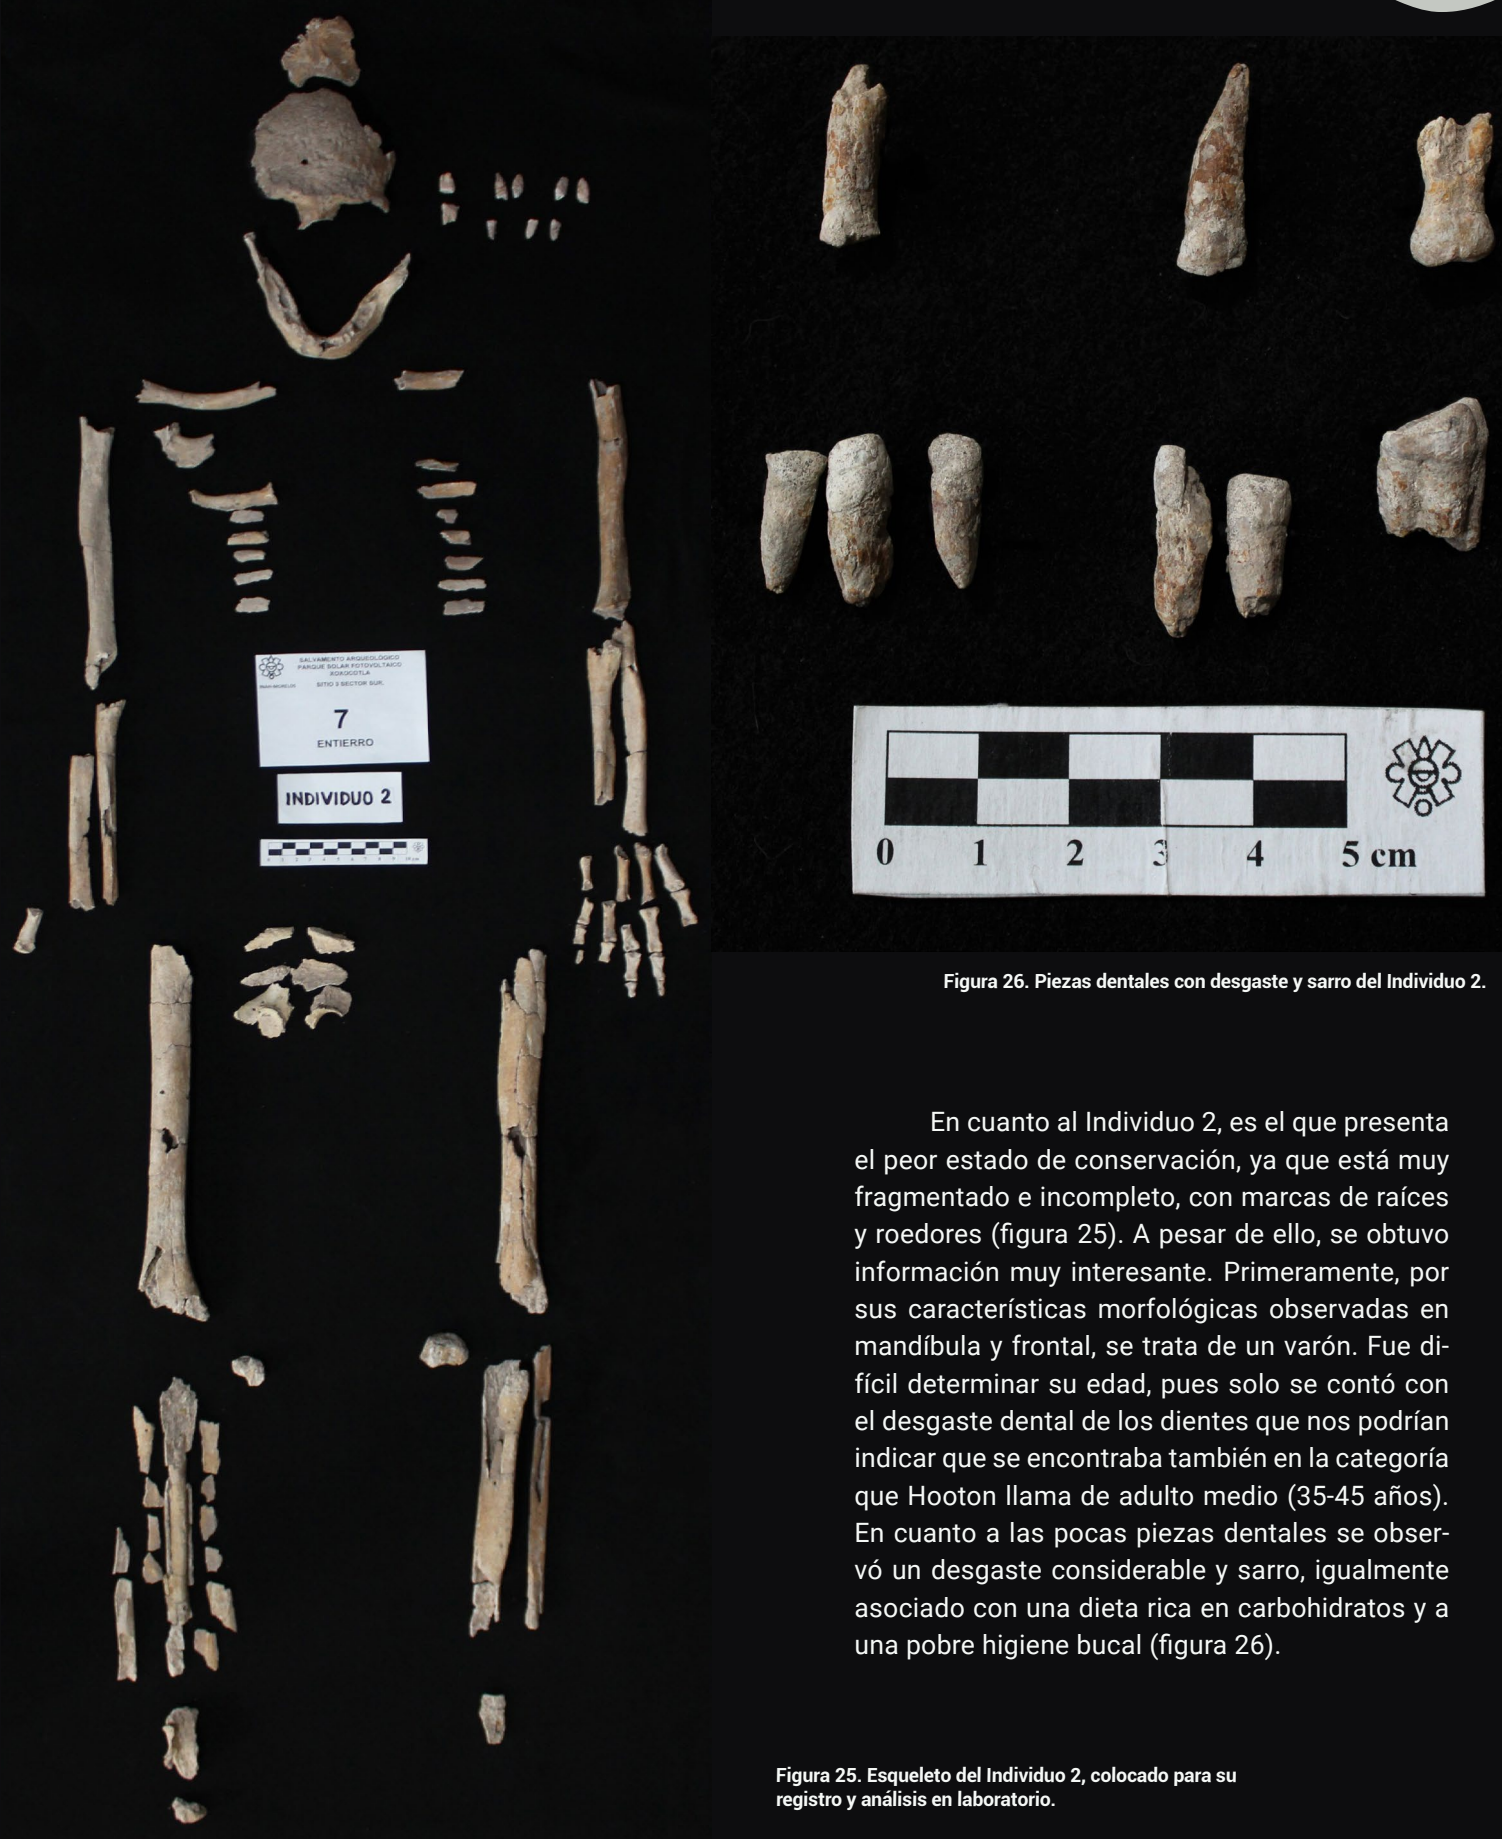 SALVAMENTO ARQUEOLÓGICO
PARQUE SOLAR FOTOVOLTAICO
XOXOCOTLA
SITIO 3 SECTOR SUR,
7
ENTIERRO
INDIVIDUO 2
0 1 2 3 4 5 cm
Figura 26. Piezas dentales con desgaste y sarro del Individuo 2.
En cuanto al Individuo 2, es el que presenta
el peor estado de conservación, ya que está muy
fragmentado e incompleto, con marcas de raíces
y roedores (figura 25). A pesar de ello, se obtuvo
información muy interesante. Primeramente, por
sus características morfológicas observadas en
mandíbula y frontal, se trata de un varón. Fue di-
fícil determinar su edad, pues solo se contó con
el desgaste dental de los dientes que nos podrían
indicar que se encontraba también en la categoría
que Hooton llama de adulto medio (35-45 años).
En cuanto a las pocas piezas dentales se obser-
vó un desgaste considerable y sarro, igualmente
asociado con una dieta rica en carbohidratos y a
una pobre higiene bucal (figura 26).
Figura 25. Esqueleto del Individuo 2, colocado para su
registro y análisis en laboratorio.